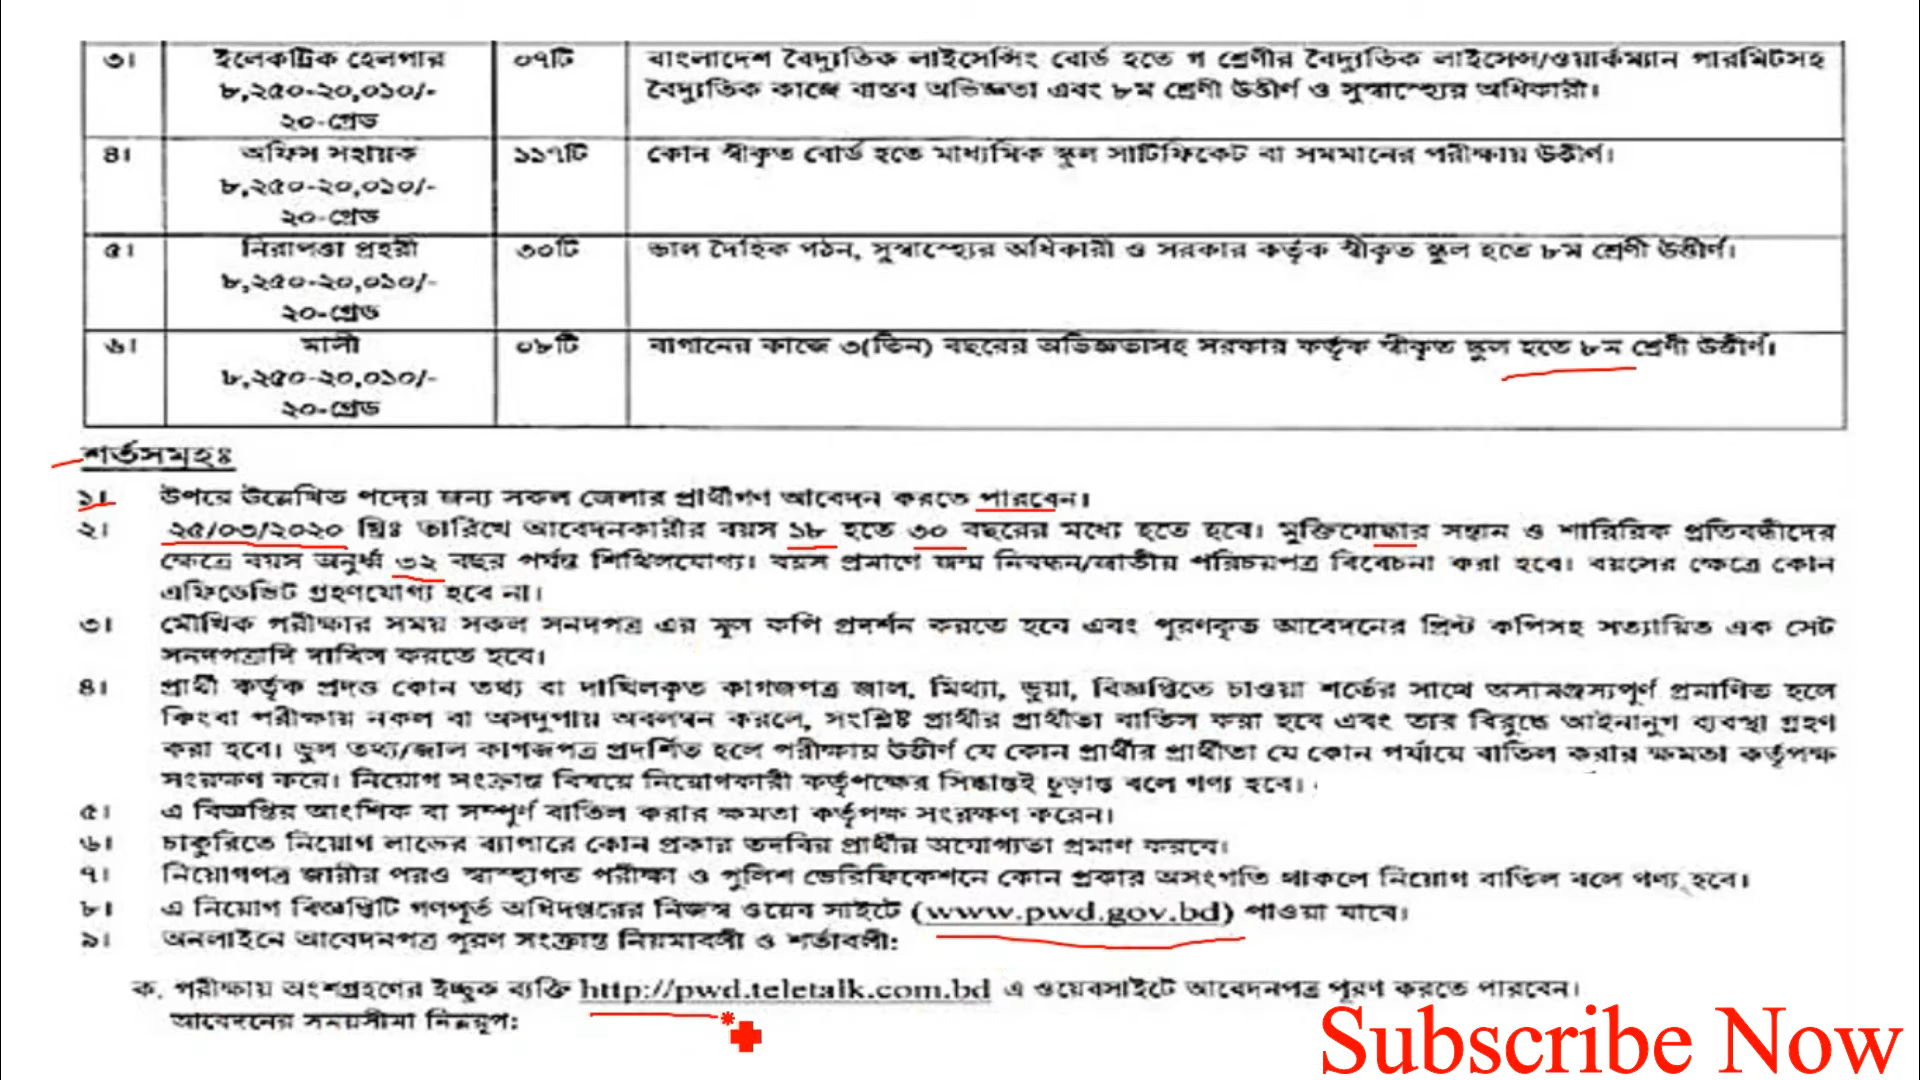 ৩। ইলেকট্রিক হেলপার ০৭টি বাংলাদেশ বৈদ্যুতিক লাইসেন্সিং বোর্ড হতে গ শ্রেণীর বৈদ্যুতিক লাইসেন্স/ওয়ার্কম্যান পারমিটসহ
৮,২৫০-২০,০১০/- বৈদ্যুতিক কাজে বাস্তব অভিজ্ঞতা এবং ৮ম শ্রেণী উত্তীর্ণ ও সুস্বাস্থ্যের অধিকারী।
২০-গ্রেড
৪। অফিস সহায়ক ১১৭টি কোন স্বীকৃত বোর্ড হতে মাধ্যমিক স্কুল সার্টিফিকেট বা সমমানের পরীক্ষায় উত্তীর্ণ।
৮,২৫০-২০,০১০/-
২০-গ্রেড
৫। নিরাপত্তা প্রহরী ৩০টি ভাল দৈহিক গঠন, সুস্বাস্থ্যের অধিকারী ও সরকার কর্তৃক স্বীকৃত স্কুল হতে ৮ম শ্রেণী উত্তীর্ণ।
৮,২৫০-২০,০১০/-
২০-গ্রেড
৬। মালী ০৮টি বাগানের কাজে ৩(তিন) বছরের অভিজ্ঞতাসহ সরকার কর্তৃক স্বীকৃত স্কুল হতে ৮ম শ্রেণী উত্তীর্ণ।
৮,২৫০-২০,০১০/-
২০-গ্রেড
শর্তসমূহঃ
১। উপরে উল্লেখিত পদের জন্য সকল জেলার প্রার্থীগণ আবেদন করতে পারবেন।
২। ২৫/০৩/২০২০ খ্রিঃ তারিখে আবেদনকারীর বয়স ১৮ হতে ৩০ বছরের মধ্যে হতে হবে। মুক্তিযোদ্ধার সন্তান ও শারিরিক প্রতিবন্ধীদের
ক্ষেত্রে বয়স অনুর্ধ্ব ৩২ বছর পর্যন্ত শিথিলযোগ্য। বয়স প্রমাণে জন্ম নিবন্ধন/জাতীয় পরিচয়পত্র বিবেচনা করা হবে। বয়সের ক্ষেত্রে কোন
এফিডেভিট গ্রহণযোগ্য হবে না।
৩। মৌখিক পরীক্ষার সময় সকল সনদপত্র এর মূল কপি প্রদর্শন করতে হবে এবং পূরণকৃত আবেদনের প্রিন্ট কপিসহ সত্যায়িত এক সেট
সনদপত্রাদি দাখিল করতে হবে।
৪। প্রার্থী কর্তৃক প্রদত্ত কোন তথ্য বা দাখিলকৃত কাগজপত্র জাল, মিথ্যা, ভুয়া, বিজ্ঞপ্তিতে চাওয়া শর্তের সাথে অসামঞ্জস্যপূর্ণ প্রমাণিত হলে
কিংবা পরীক্ষায় নকল বা অসদুপায় অবলম্বন করলে, সংশ্লিষ্ট প্রার্থীর প্রার্থীতা বাতিল করা হবে এবং তার বিরুদ্ধে আইনানুগ ব্যবস্থা গ্রহণ
করা হবে। ভুল তথ্য/জাল কাগজপত্র প্রদর্শিত হলে পরীক্ষায় উত্তীর্ণ যে কোন প্রার্থীর প্রার্থীতা যে কোন পর্যায়ে বাতিল করার ক্ষমতা কর্তৃপক্ষ
সংরক্ষণ করে। নিয়োগ সংক্রান্ত বিষয়ে নিয়োগকারী কর্তৃপক্ষের সিদ্ধান্তই চুড়ান্ত বলে গণ্য হবে।
৫। এ বিজ্ঞপ্তির আংশিক বা সম্পূর্ণ বাতিল করার ক্ষমতা কর্তৃপক্ষ সংরক্ষণ করেন।
৬। চাকুরিতে নিয়োগ লাভের ব্যাপারে কোন প্রকার তদবির প্রার্থীর অযোগ্যতা প্রমাণ করবে।
৭। নিয়োগপত্র জারীর পরও স্বাস্থ্যগত পরীক্ষা ও পুলিশ ভেরিফিকেশনে কোন প্রকার অসংগতি থাকলে নিয়োগ বাতিল বলে গণ্য হবে।
৮। এ নিয়োগ বিজ্ঞপ্তিটি গণপূর্ত অধিদপ্তরের নিজস্ব ওয়েব সাইটে (www.pwd.gov.bd) পাওয়া যাবে।
৯। অনলাইনে আবেদনপত্র পূরণ সংক্রান্ত নিয়মাবলী ও শর্তাবলী:
ক. পরীক্ষায় অংশগ্রহণের ইচ্ছুক ব্যক্তি http://pwd.teletalk.com.bd এ ওয়েবসাইটে আবেদনপত্র পূরণ করতে পারবেন।
আবেদনের সময়সীমা নিম্নরূপ:
Subscribe Now